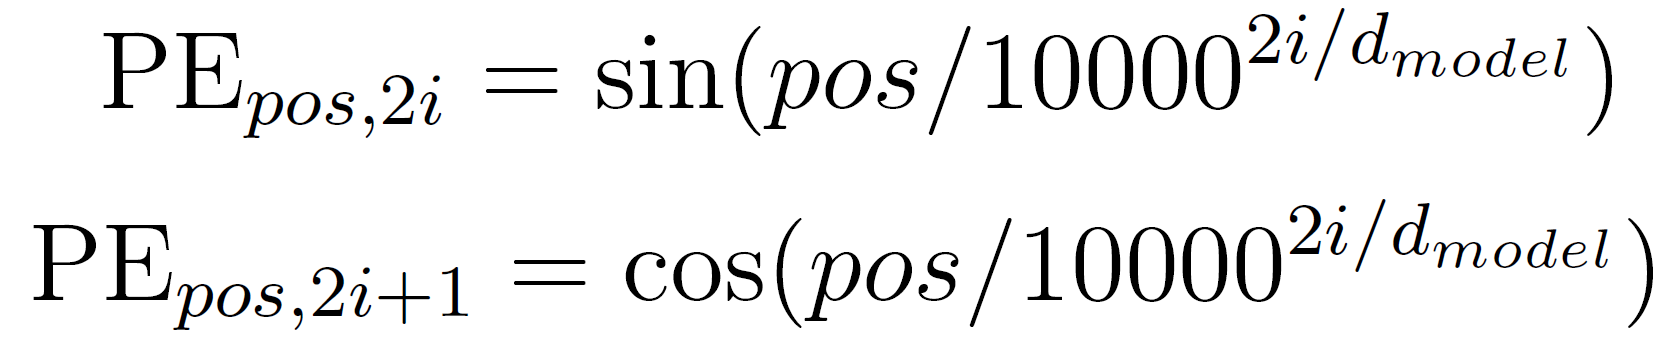 PE_{pos,2i} = sin(pos/10000^{2i/d_{model}})
PE_{pos,2i+1} = cos(pos/10000^{2i/d_{model}})